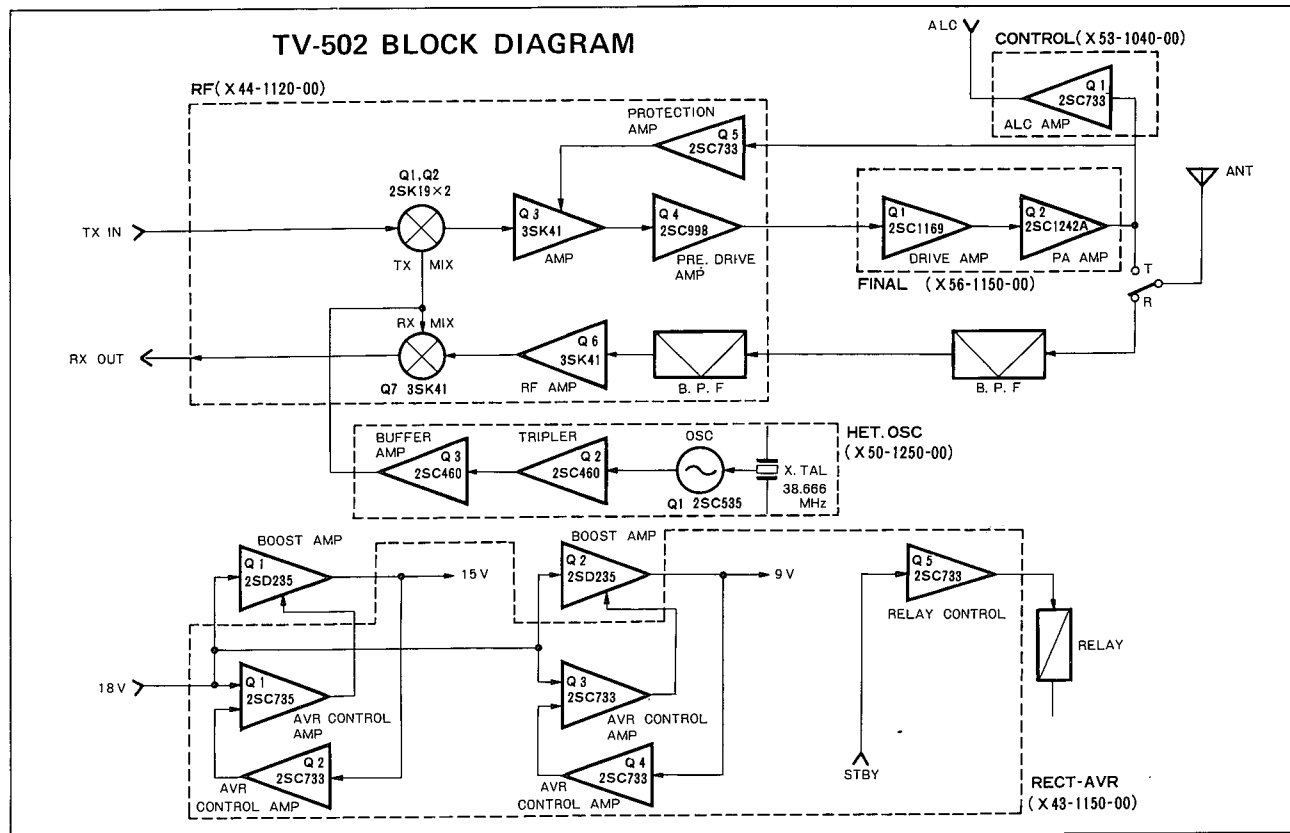 TV-502 BLOCK DIAGRAM
ALC
CONTROL(X53-1040-00)
Q1
2SC733
ALC AMP
RF(X44-1120-00)
PROTECTION
AMP
Q5
2SC733
Q1,Q2
2SK19×2
TX IN
TX MIX
Q3
3SK41
AMP
Q4
2SC998
PRE. DRIVE
AMP
Q1
2SC1169
DRIVE AMP
Q2
2SC1242A
PA AMP
FINAL (X56-1150-00)
ANT
T
R
RX OUT
RX MIX
Q7 3SK41
Q6
3SK41
RF AMP
B.P.F
B.P.F
HET.OSC
(X50-1250-00)
BUFFER
AMP
Q3
2SC460
TRIPLER
Q2
2SC460
OSC
Q1 2SC535
X.TAL
38.666
MHz
BOOST AMP
Q1
2SD235
15V
BOOST AMP
Q2
2SD235
9V
Q5
2SC733
RELAY CONTROL
RELAY
18V
Q1
2SC735
AVR CONTROL
AMP
Q3
2SC733
AVR CONTROL
AMP
Q2
2SC733
AVR
CONTROL AMP
Q4
2SC733
AVR
CONTROL AMP
STBY
RECT-AVR
(X43-1150-00)